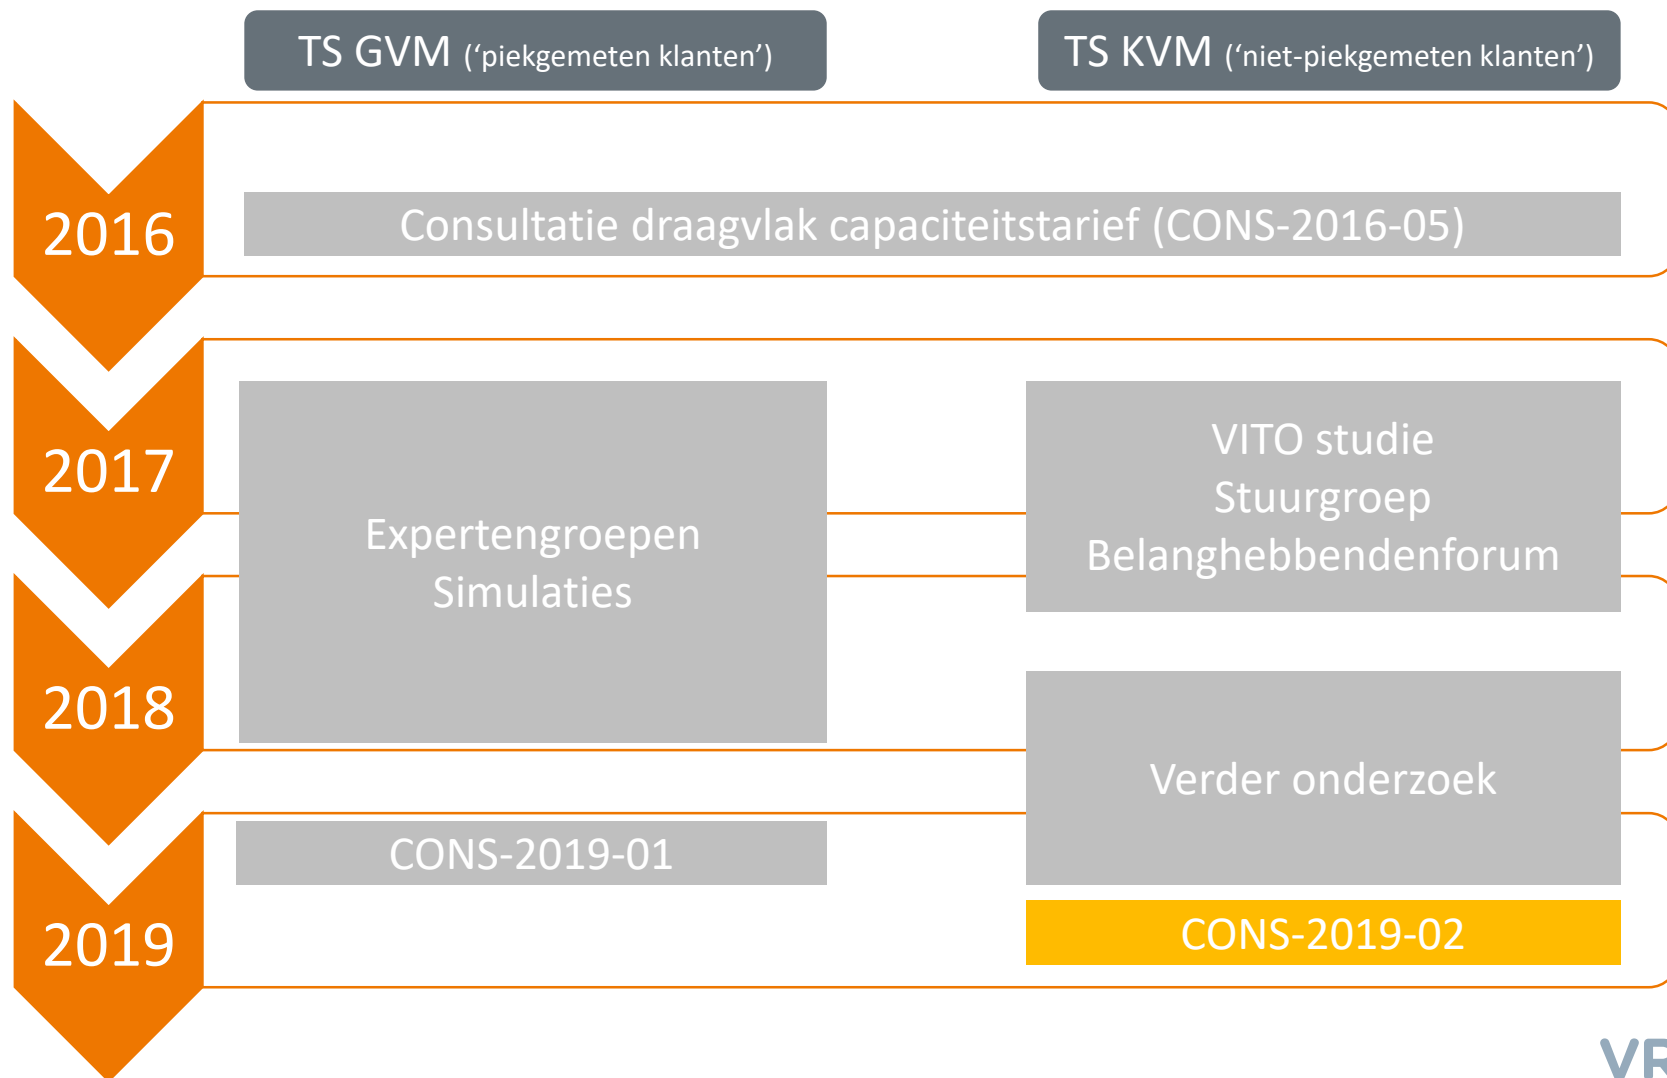 TS GVM (‘piekgemeten klanten’)
TS KVM (‘niet-piekgemeten klanten’)
2016
Consultatie draagvlak capaciteitstarief (CONS-2016-05)
2017
Expertengroepen
Simulaties
VITO studie
Stuurgroep
Belanghebbendenforum
2018
Verder onderzoek
2019
CONS-2019-01
CONS-2019-02
VR